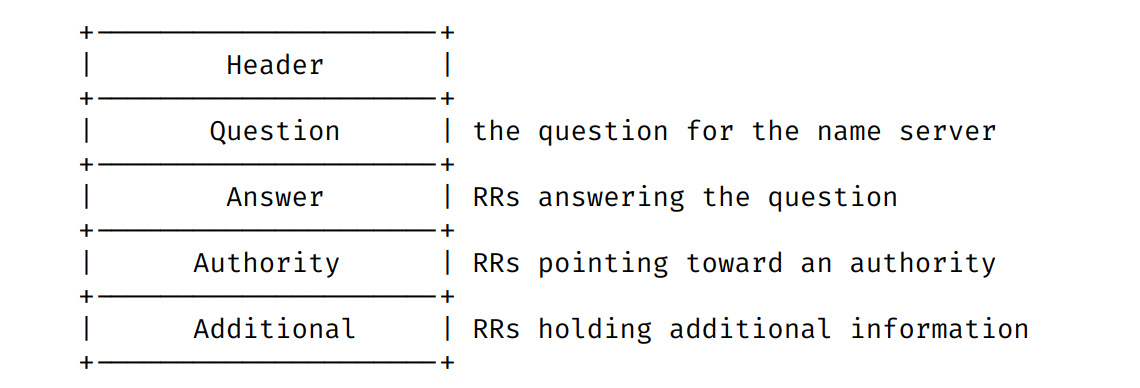 +---------------------+
|        Header       |
+---------------------+
|       Question      | the question for the name server
+---------------------+
|        Answer       | RRs answering the question
+---------------------+
|      Authority      | RRs pointing toward an authority
+---------------------+
|      Additional     | RRs holding additional information
+---------------------+